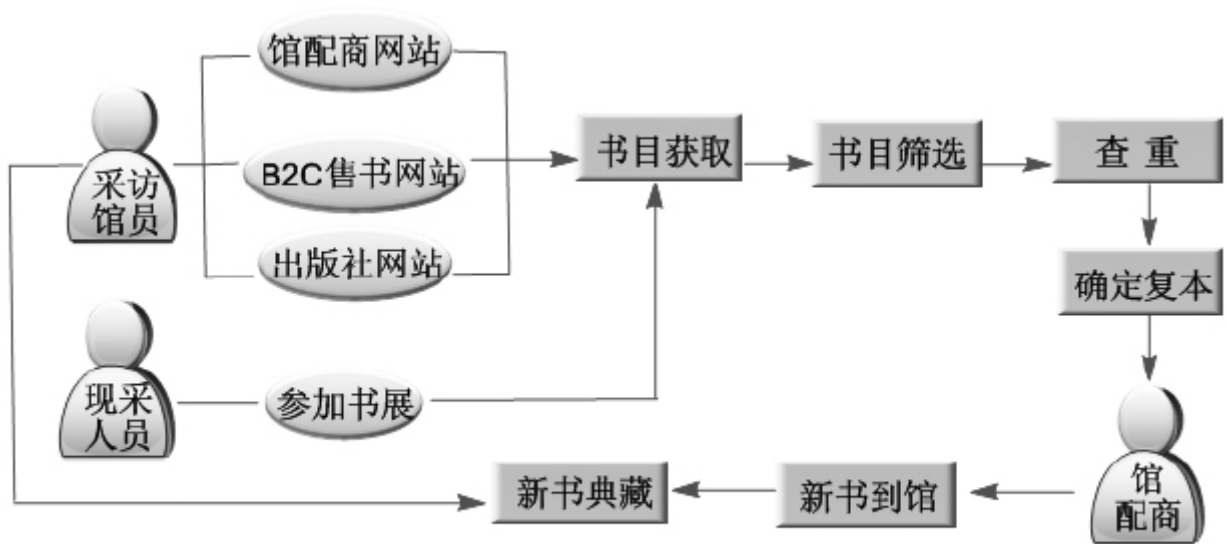 馆配商网站
B2C售书网站
出版社网站
采访
馆员
书目获取
书目筛选
查重
确定复本
现采
人员
参加书展
馆
配商
新书到馆
新书典藏